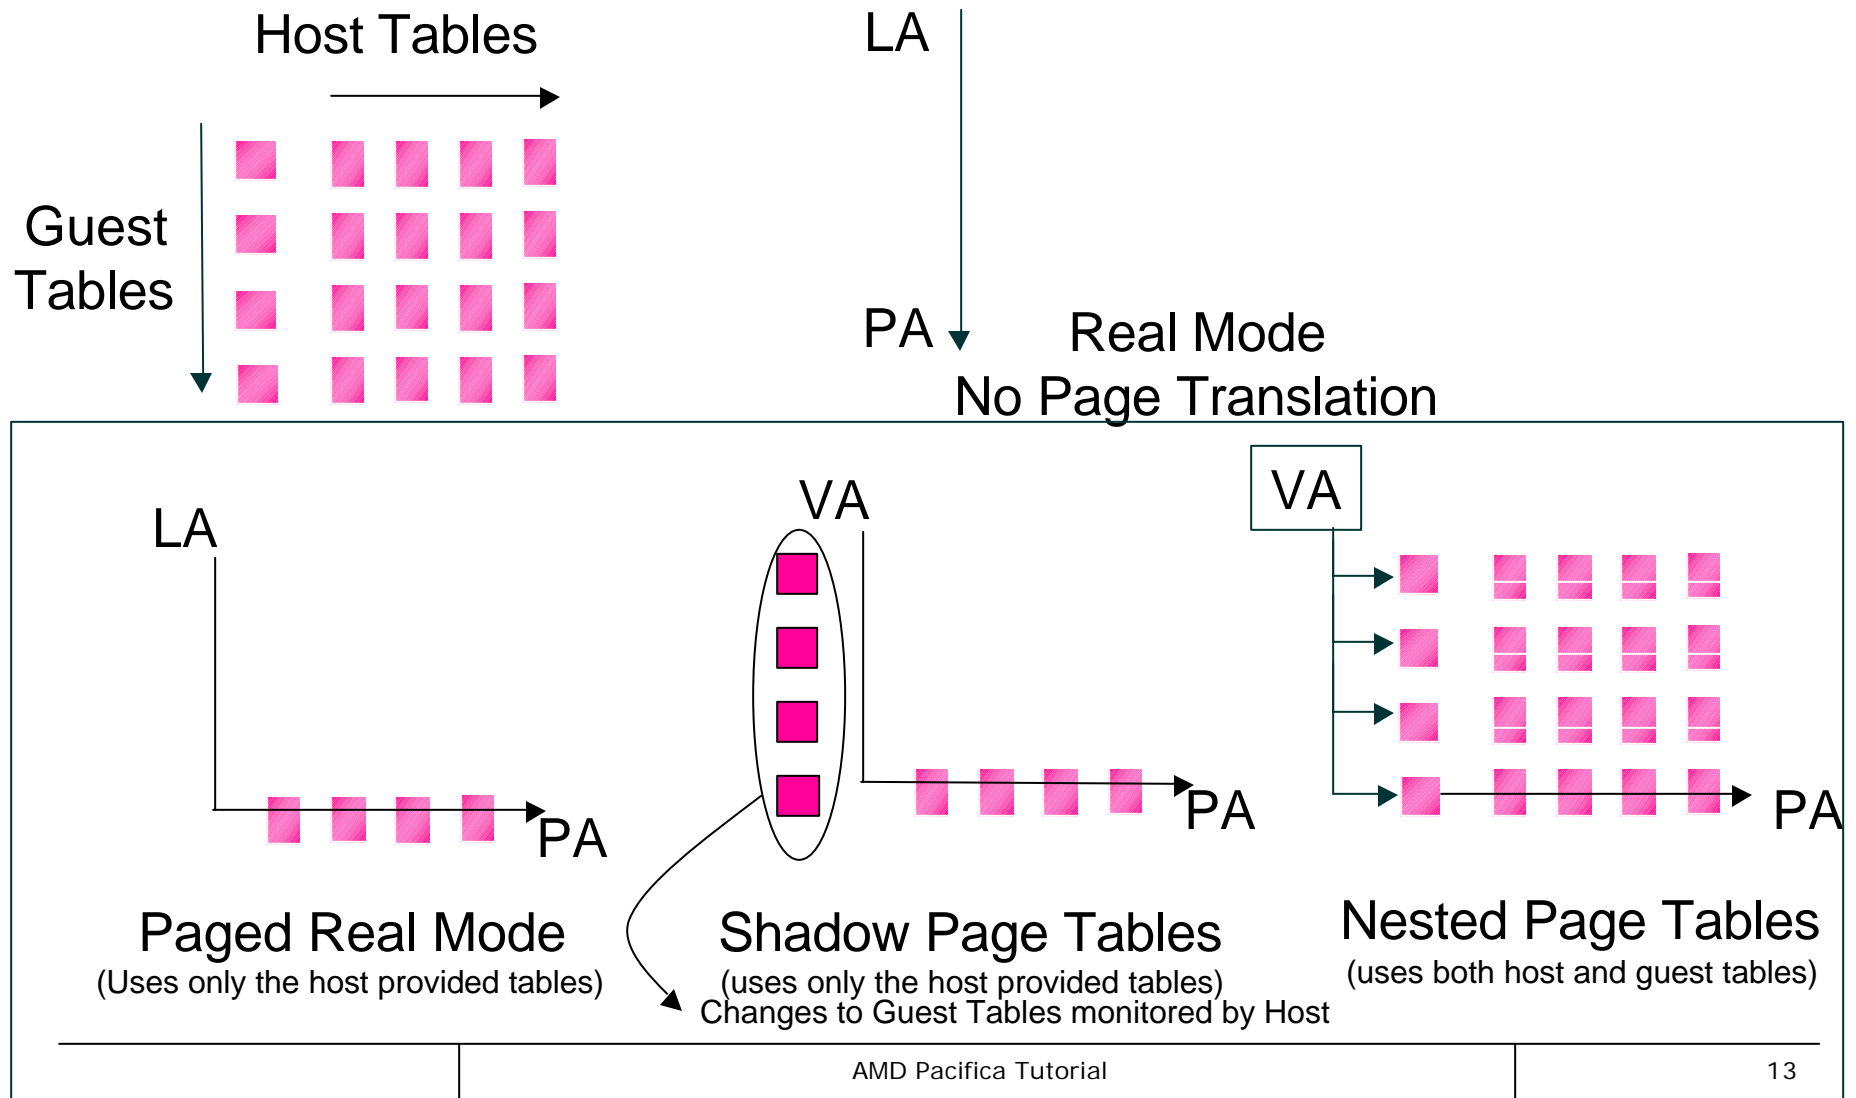 Host Tables
Guest
Tables
LA
PA
Real Mode
No Page Translation
LA
PA
Paged Real Mode
(Uses only the host provided tables)
VA
PA
Shadow Page Tables
(uses only the host provided tables)
Changes to Guest Tables monitored by Host
VA
PA
Nested Page Tables
(uses both host and guest tables)
AMD Pacifica Tutorial
13